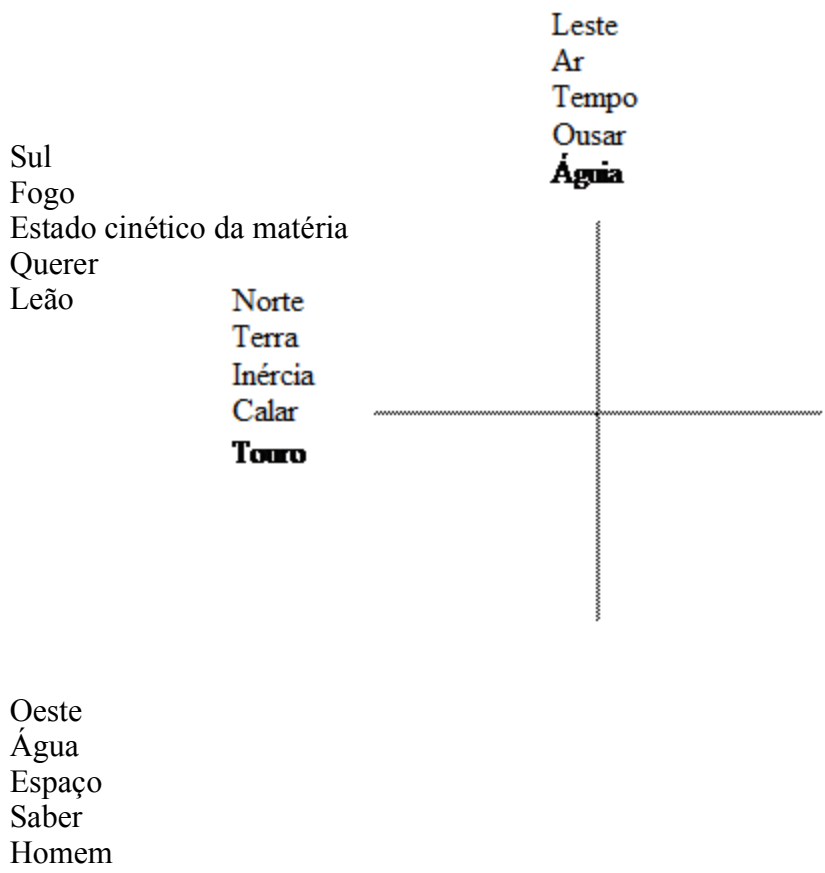 Leste
Ar
Tempo
Ousar
Águia
Sul
Fogo
Estado cinético da matéria
Querer
Leão
Norte
Terra
Inércia
Calar
Touro
Oeste
Água
Espaço
Saber
Homem